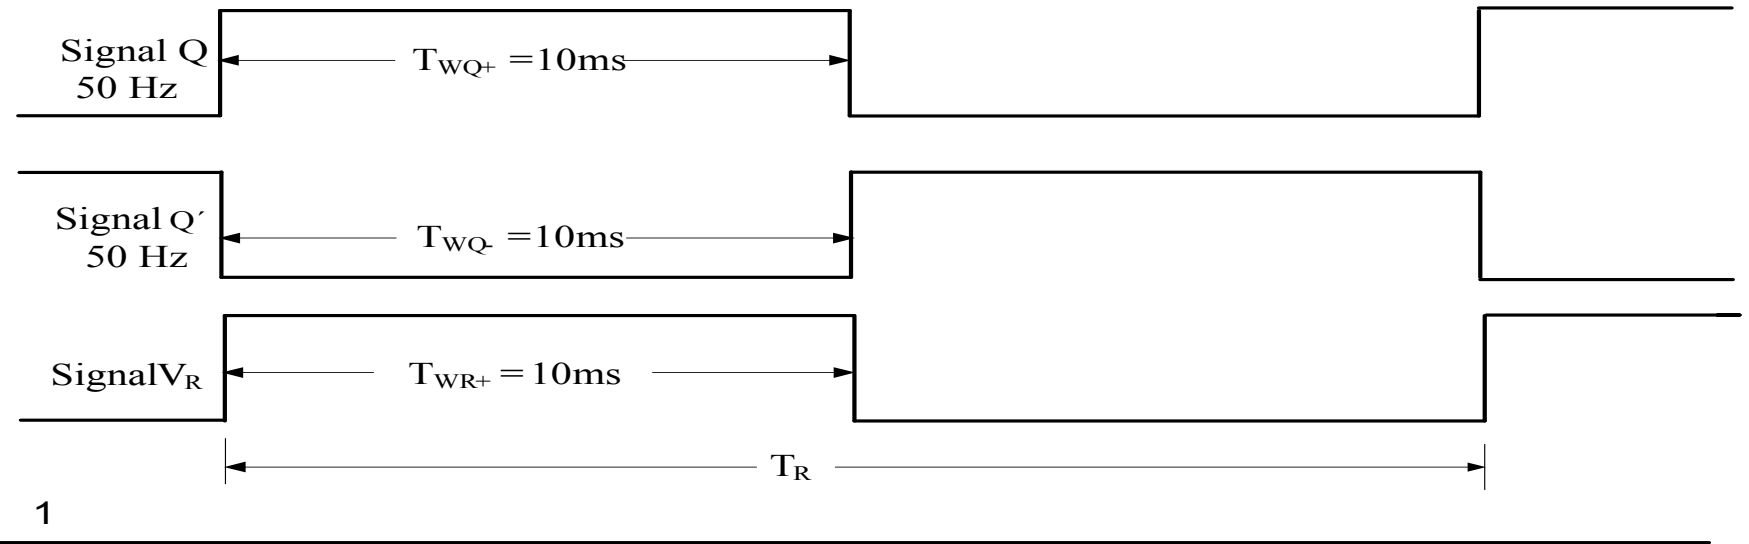 Signal Q
50 Hz
TWQ+ =10ms
Signal Q´
50 Hz
TWQ- =10ms
SignalVR
TWR+ = 10ms
TR
1